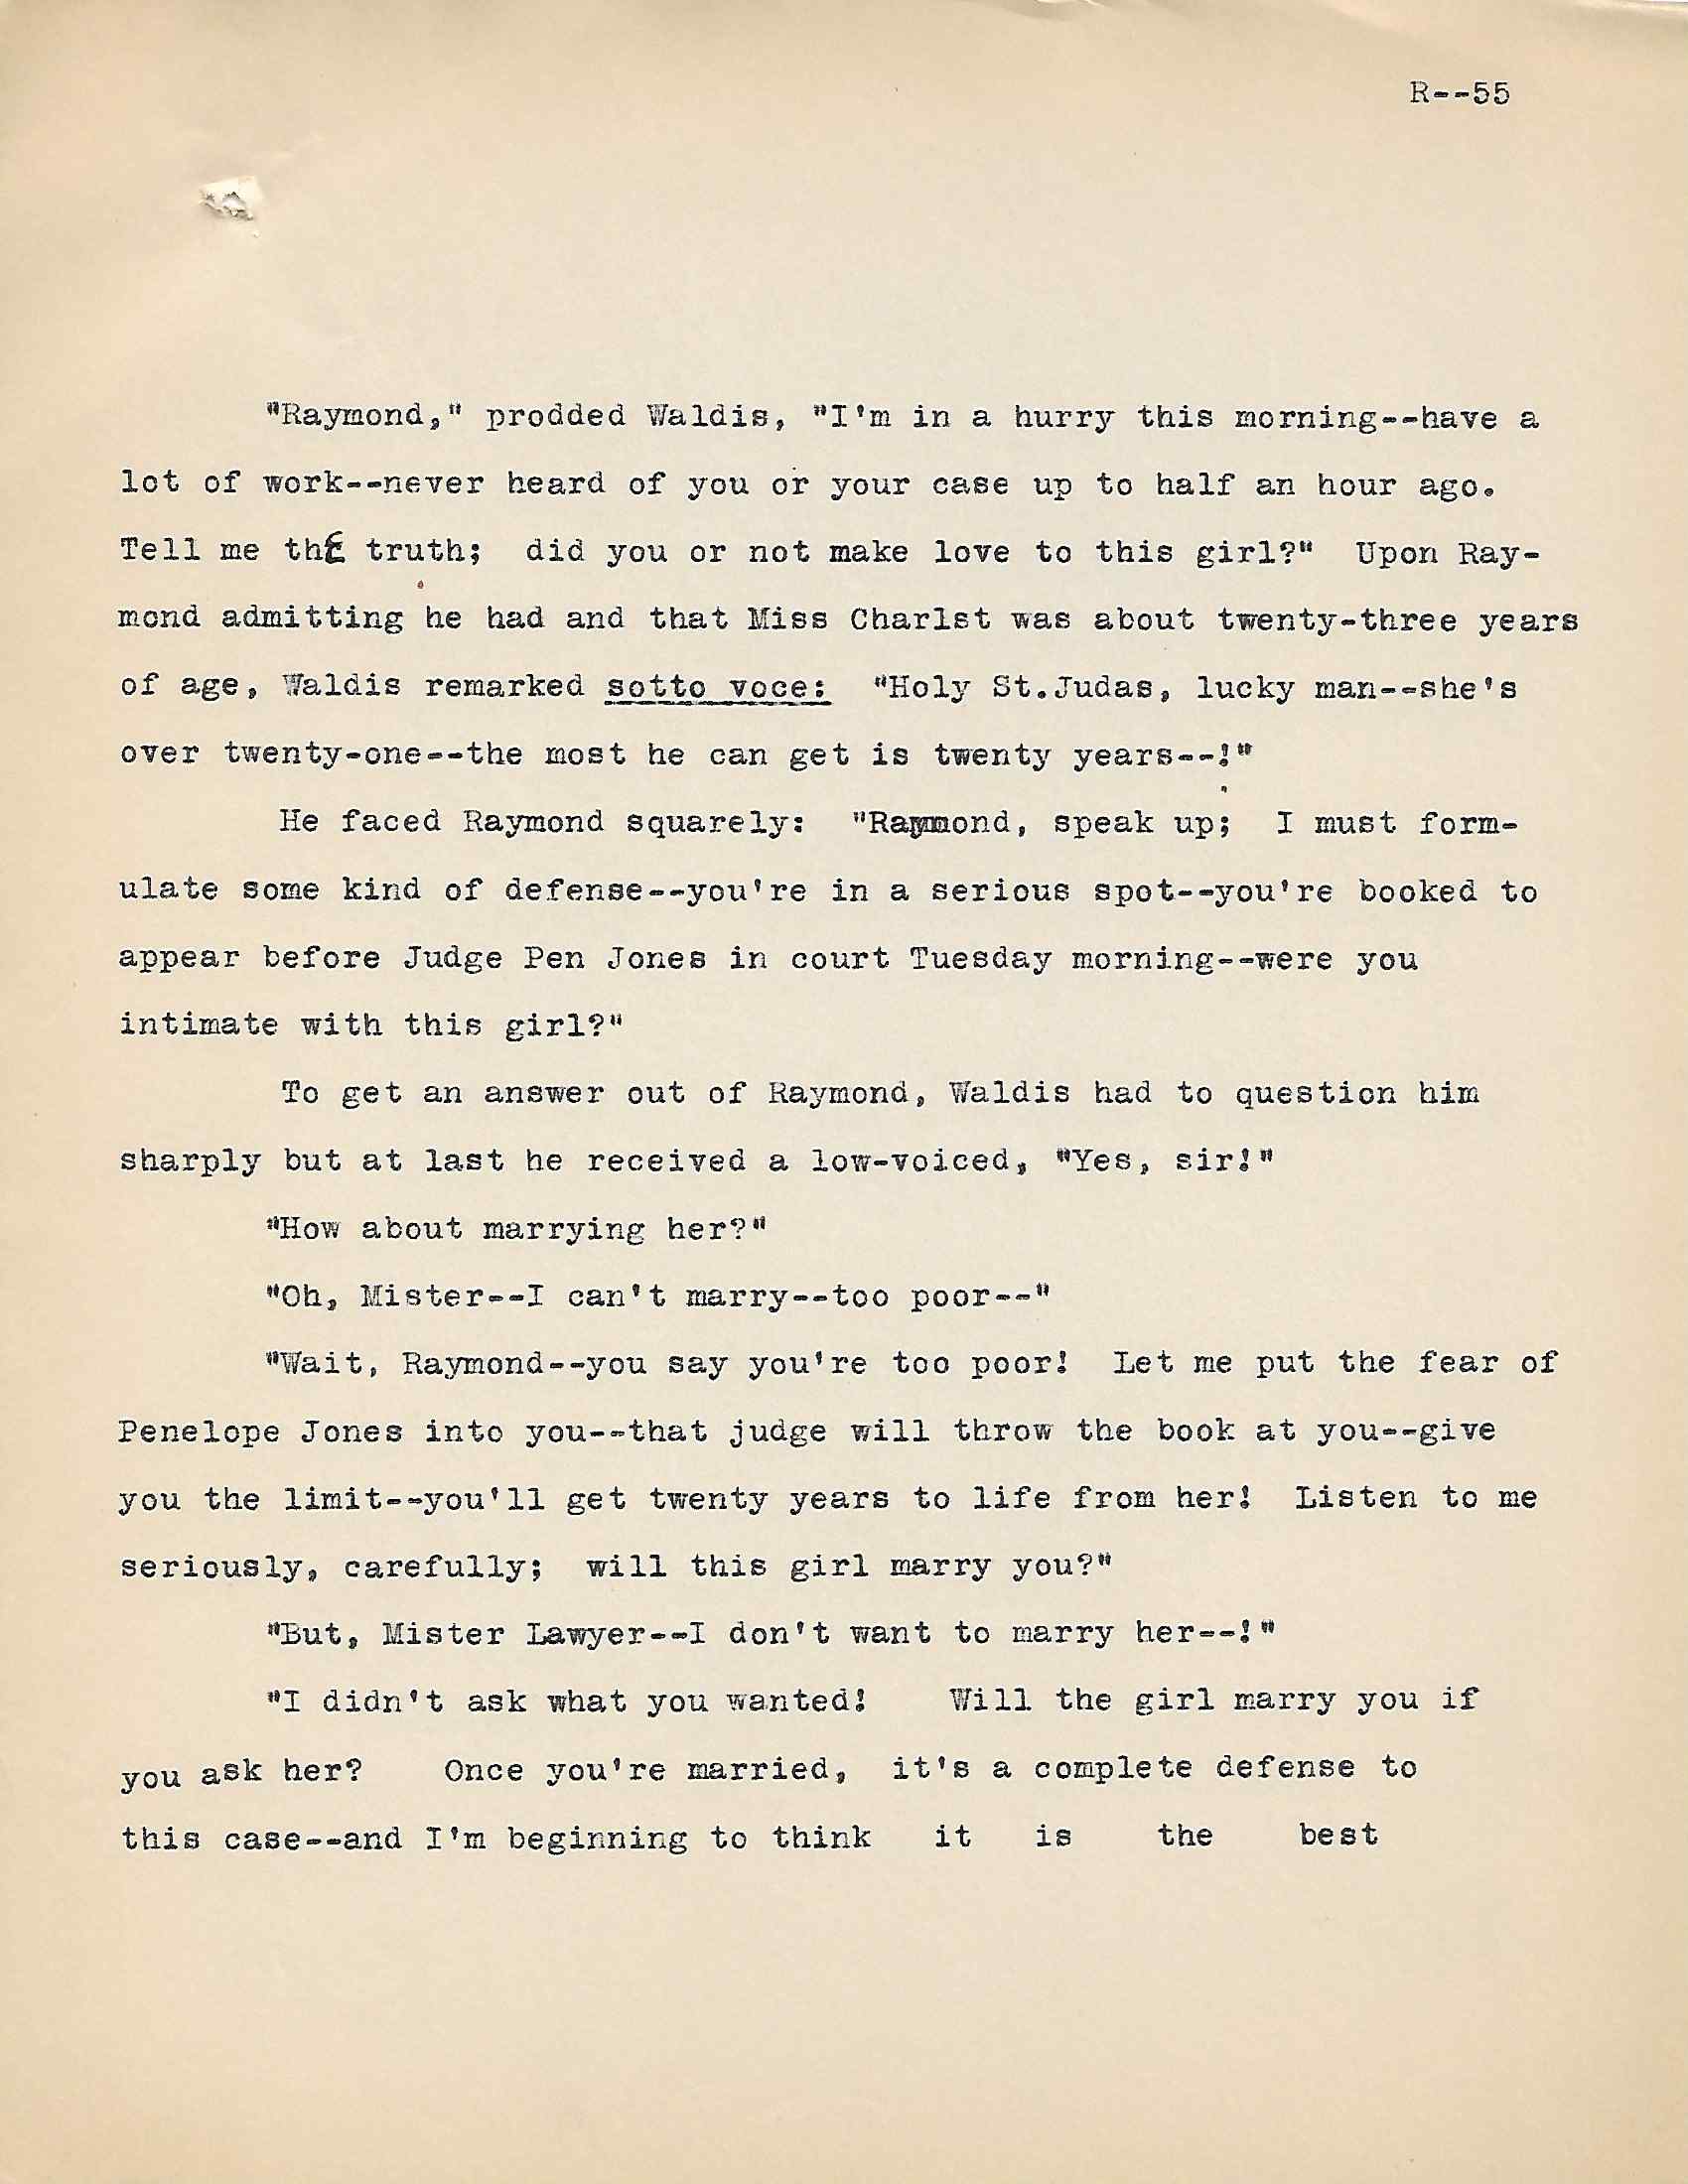 R--55
"Raymond," prodded Waldis, "I'm in a hurry this morning--have a
lot of work--never heard of you or your case up to half an hour ago.
Tell me the truth;  did you or not make love to this girl?"  Upon Ray-
mond admitting he had and that Miss Charlst was about twenty-three years
of age, Waldis remarked sotto voce:  "Holy St.Judas, lucky man--she's
over twenty-one--the most he can get is twenty years--!"
He faced Raymond squarely:  "Raymond, speak up;  I must form-
ulate some kind of defense--you're in a serious spot--you're booked to
appear before Judge Pen Jones in court Tuesday morning--were you
intimate with this girl?"
To get an answer out of Raymond, Waldis had to question him
sharply but at last he received a low-voiced, "Yes, sir!"
"How about marrying her?"
"Oh, Mister--I can't marry--too poor--"
"Wait, Raymond--you say you're too poor!  Let me put the fear of
Penelope Jones into you--that judge will throw the book at you--give
you the limit--you'll get twenty years to life from her!  Listen to me
seriously, carefully;  will this girl marry you?"
"But, Mister Lawyer--I don't want to marry her--!"
"I didn't ask what you wanted!    Will the girl marry you if
you ask her?    Once you're married,  it's a complete defense to
this case--and I'm beginning to think   it   is    the    best